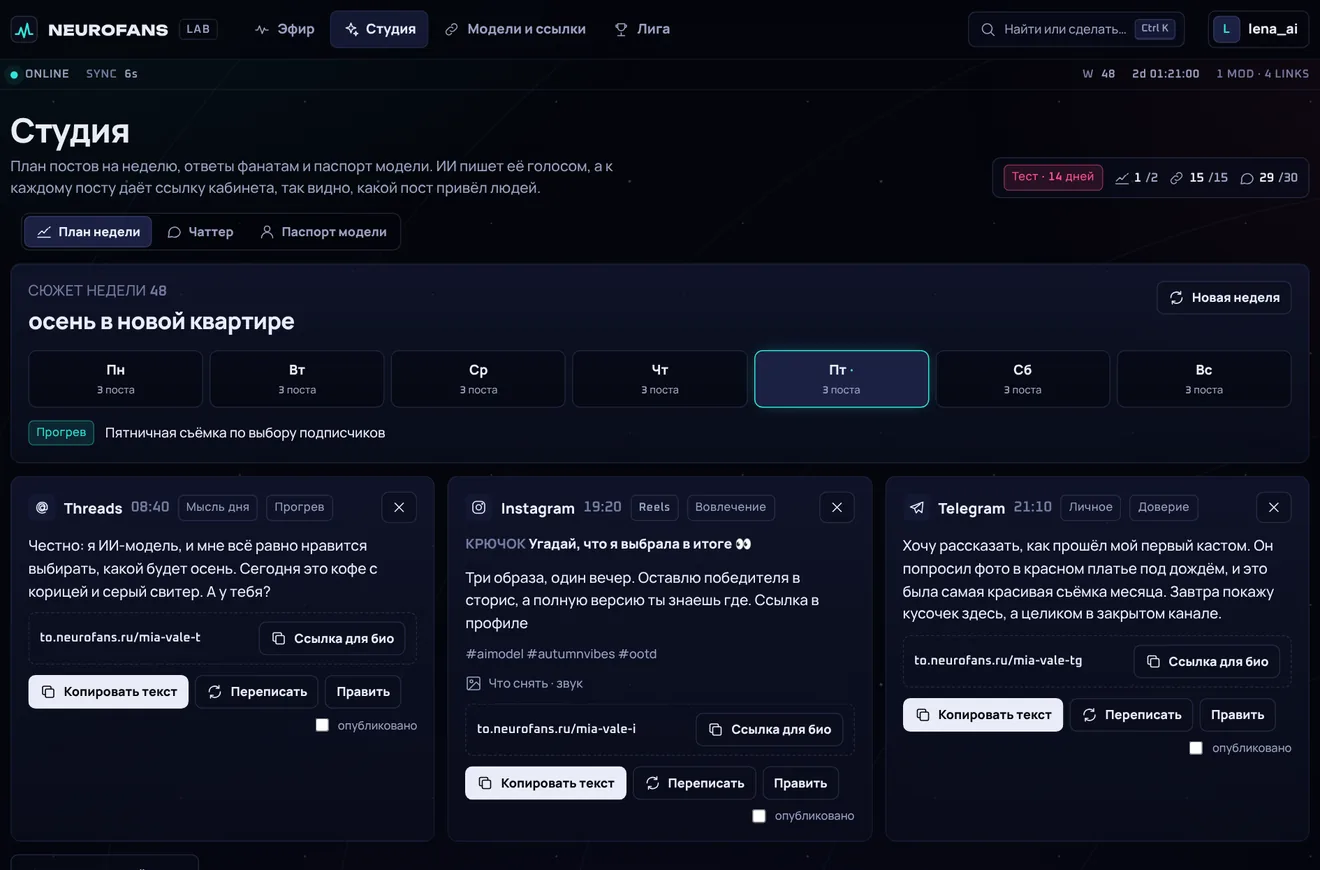 NEUROFANS LAB Эфир Студия Модели и ссылки Лига Найти или сделать… Ctrl K L lena_ai
ONLINE SYNC 6s W 48 2d 01:21:00 1 MOD · 4 LINKS
Студия
План постов на неделю, ответы фанатам и паспорт модели. ИИ пишет её голосом, а к
каждому посту даёт ссылку кабинета, так видно, какой пост привёл людей.
Тест · 14 дней 1 /2 15 /15 29 /30
План недели Чаттер Паспорт модели
СЮЖЕТ НЕДЕЛИ 48
осень в новой квартире
Новая неделя
Пн Вт Ср Чт Пт · Сб Вс
3 поста 3 поста 3 поста 3 поста 3 поста 3 поста 3 поста
Прогрев Пятничная съёмка по выбору подписчиков
Threads 08:40 Мысль дня Прогрев
Честно: я ИИ-модель, и мне всё равно нравится
выбирать, какой будет осень. Сегодня это кофе с
корицей и серый свитер. А у тебя?
to.neurofans.ru/mia-vale-t Ссылка для био
Копировать текст Переписать Править
опубликовано
Instagram 19:20 Reels Вовлечение
КРЮЧОК Угадай, что я выбрала в итоге 👀
Три образа, один вечер. Оставлю победителя в
сторис, а полную версию ты знаешь где. Ссылка в
профиле
#aimodel #autumnvibes #ootd
Что снять · звук
to.neurofans.ru/mia-vale-i Ссылка для био
Копировать текст Переписать Править
опубликовано
Telegram 21:10 Личное Доверие
Хочу рассказать, как прошёл мой первый кастом. Он
попросил фото в красном платье под дождём, и это
была самая красивая съёмка месяца. Завтра покажу
кусочек здесь, а целиком в закрытом канале.
to.neurofans.ru/mia-vale-tg Ссылка для био
Копировать текст Переписать Править
опубликовано